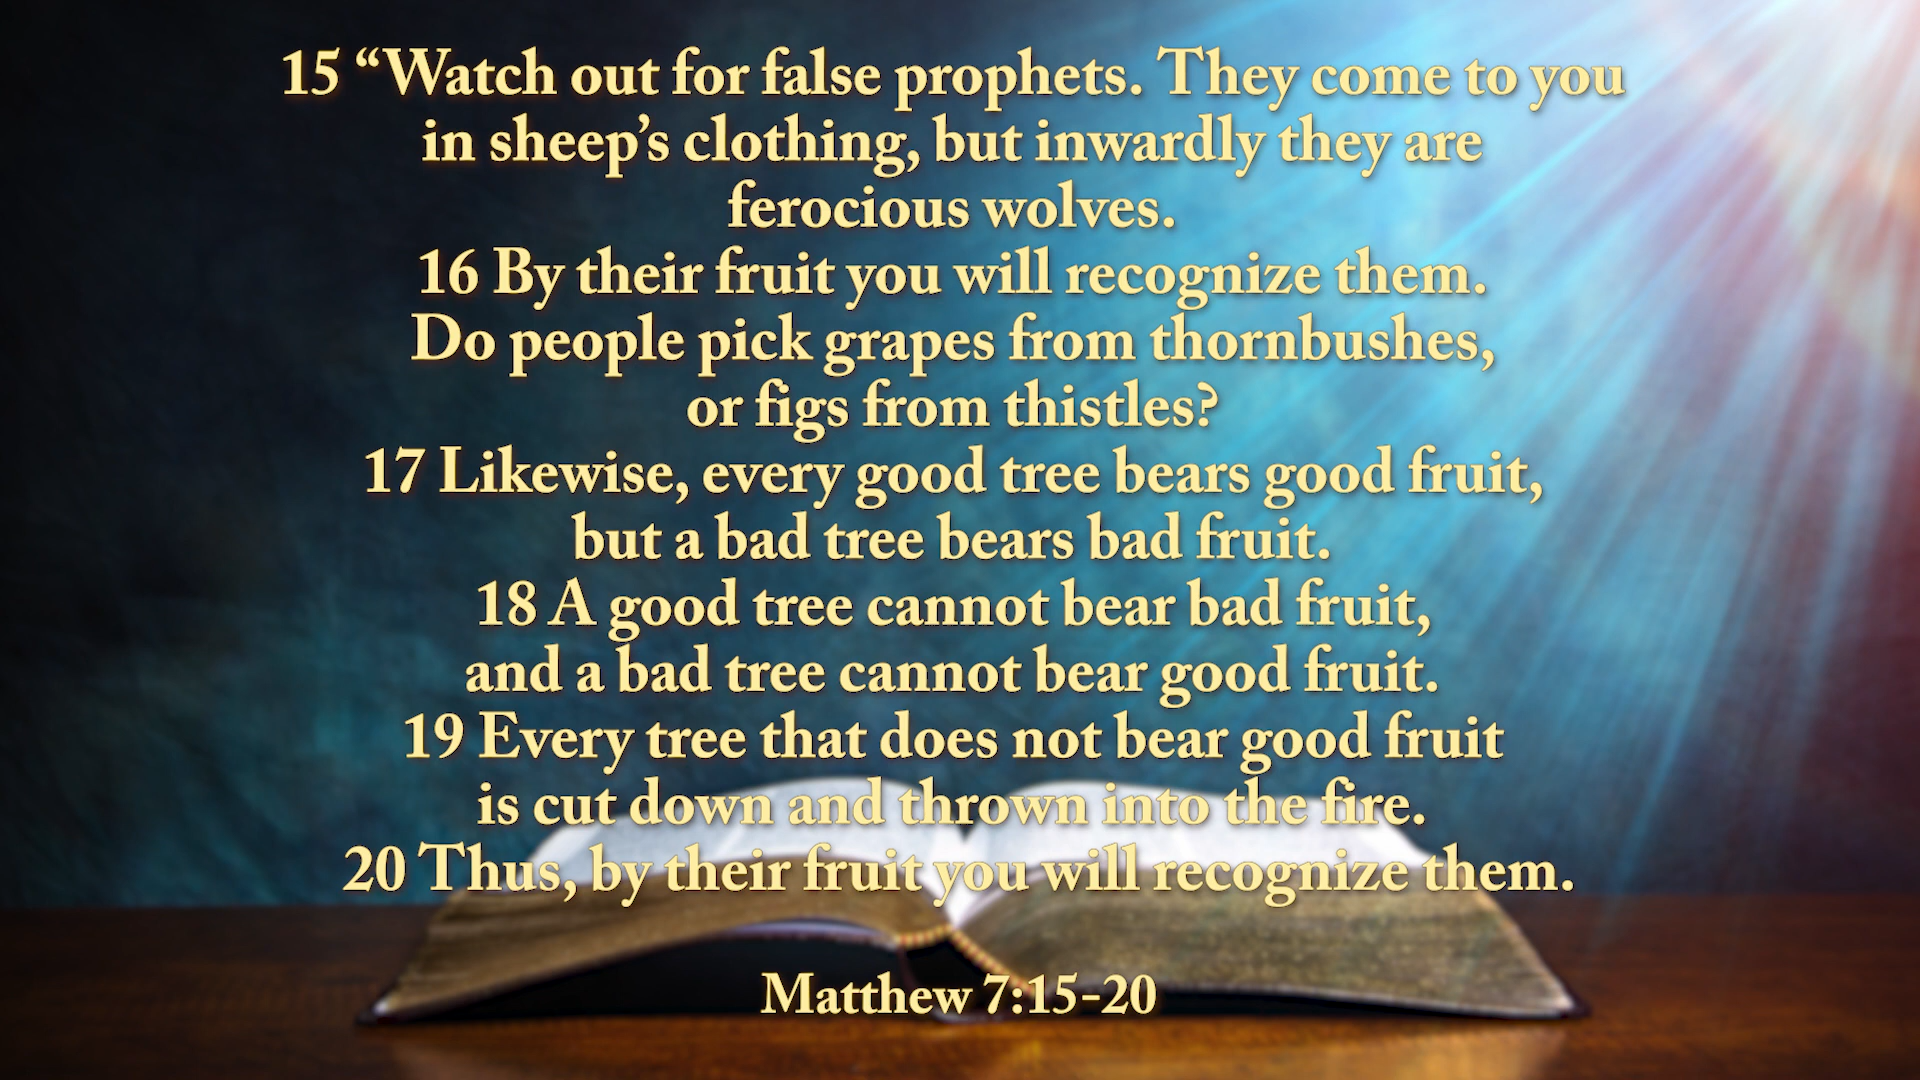 15 “Watch out for false prophets. They come to you
in sheep’s clothing, but inwardly they are
ferocious wolves.
16 By their fruit you will recognize them.
Do people pick grapes from thornbushes,
or figs from thistles?
17 Likewise, every good tree bears good fruit,
but a bad tree bears bad fruit.
18 A good tree cannot bear bad fruit,
and a bad tree cannot bear good fruit.
19 Every tree that does not bear good fruit
is cut down and thrown into the fire.
20 Thus, by their fruit you will recognize them.
Matthew 7:15-20